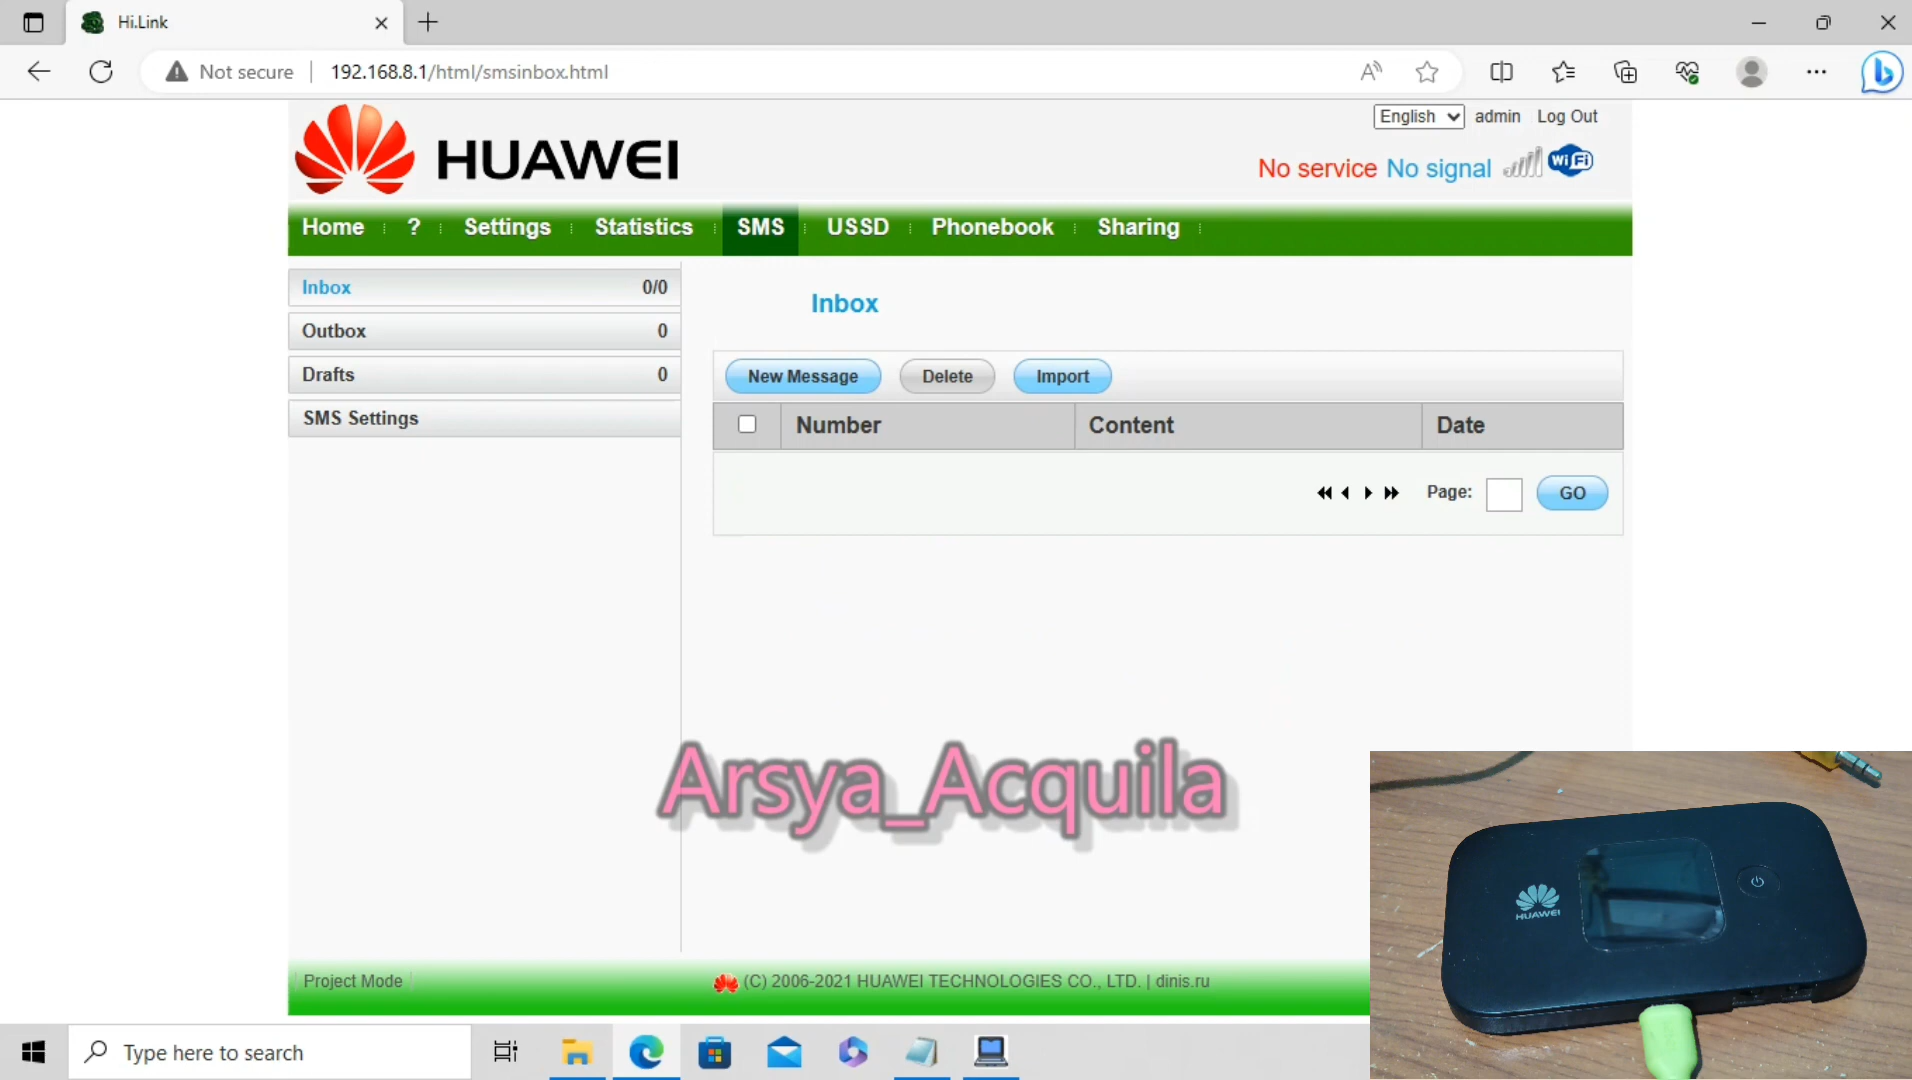 Hi.Link
Not secure
192.168.8.1/html/smsinbox.html
English admin Log Out
HUAWEI
No service No signal
WiFi
Home ? Settings Statistics SMS USSD Phonebook Sharing
Inbox 0/0
Outbox 0
Drafts 0
SMS Settings
Inbox
New Message Delete Import
Number Content Date
Page: GO
Arsya_Acquila
HUAWEI
Project Mode
(C) 2006-2021 HUAWEI TECHNOLOGIES CO., LTD. | dinis.ru
Type here to search